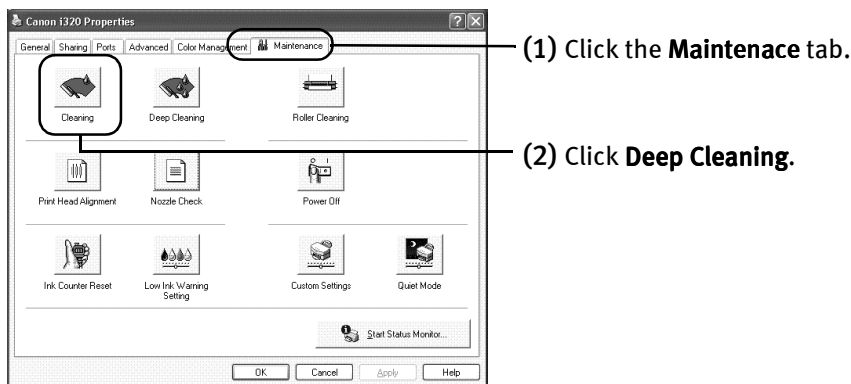 Canon i320 Properties
General Sharing Ports Advanced Color Management Maintenance
(1) Click the Maintenace tab.
Cleaning Deep Cleaning Roller Cleaning
(2) Click Deep Cleaning.
Print Head Alignment Nozzle Check Power Off
Ink Counter Reset Low Ink Warning Custom Settings Quiet Mode
Setting
Start Status Monitor...
OK Cancel Apply Help